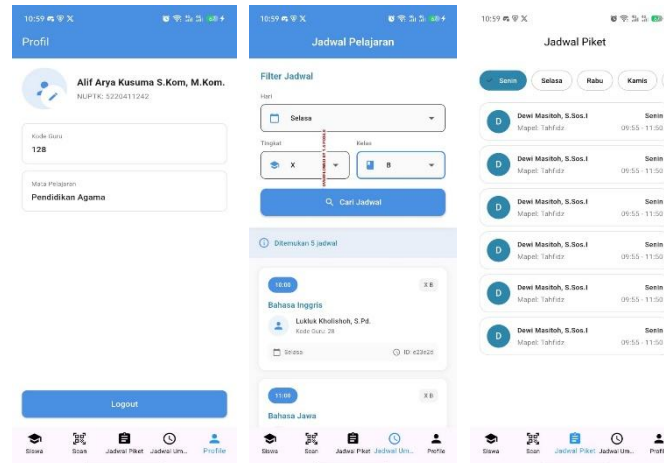 10:59
Profil
Alif Arya Kusuma S.Kom, M.Kom.
NUPTK: 5220411242
Kode Guru
128
Mata Pelajaran
Pendidikan Agama
Logout
Siswa Scan Jadwal Piket Jadwal Um... Profile
10:59
Jadwal Pelajaran
Filter Jadwal
Hari
Selasa
Tingkat Kelas
X B
Cari Jadwal
Ditemukan 5 jadwal
10:00 X B
Bahasa Inggris
Lukluk Kholishoh, S.Pd.
Kode Guru: 28
Selasa
11:00 X B
Bahasa Jawa
Siswa Scan Jadwal Piket Jadwal Um... Profile
10:59
Jadwal Piket
Senin Selasa Rabu Kamis
D Dewi Masitoh, S.Sos.I Senin
Mapel: Tahfidz 09:55 - 11:50
D Dewi Masitoh, S.Sos.I Senin
Mapel: Tahfidz 09:55 - 11:50
D Dewi Masitoh, S.Sos.I Senin
Mapel: Tahfidz 09:55 - 11:50
D Dewi Masitoh, S.Sos.I Senin
Mapel: Tahfidz 09:55 - 11:50
D Dewi Masitoh, S.Sos.I Senin
Mapel: Tahfidz 09:55 - 11:50
D Dewi Masitoh, S.Sos.I Senin
Mapel: Tahfidz 09:55 - 11:50
Siswa Scan Jadwal Piket Jadwal Um... Profil